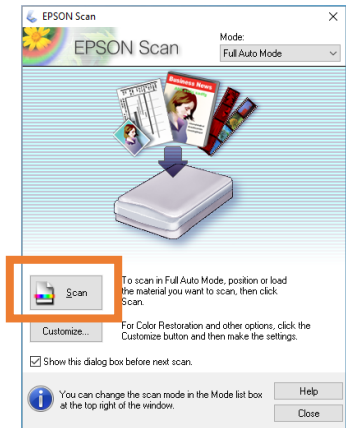 EPSON Scan
EPSON Scan
Mode:
Full Auto Mode
Business News
Scan
To scan in Full Auto Mode, position or load
the material you want to scan, then click
Scan.
Customize...
For Color Restoration and other options, click the
Customize button and then make the settings.
Show this dialog box before next scan.
You can change the scan mode in the Mode list box
at the top right of the window.
Help
Close